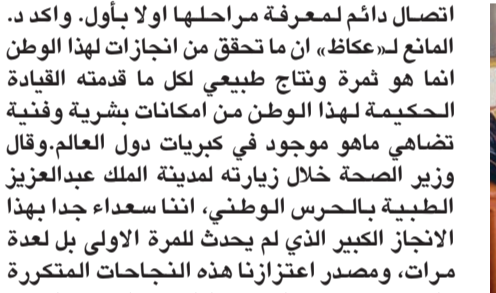 اتصال دائم لمعرفة مراحلها اولا بأول. واكد د.
المانع لـ«عكاظ» ان ما تحقق من انجازات لهذا الوطن
انما هو ثمرة ونتاج طبيعي لكل ما قدمته القيادة
الحكيمة لهذا الوطن من امكانات بشرية وفنية
تضاهي ماهو موجود في كبريات دول العالم.وقال
وزير الصحة خلال زيارته لمدينة الملك عبدالعزيز
الطبية بالحرس الوطني، اننا سعداء جدا بهذا
الانجاز الكبير الذي لم يحدث للمرة الاولى بل لعدة
مرات، ومصدر اعتزازنا هذه النجاحات المتكررة